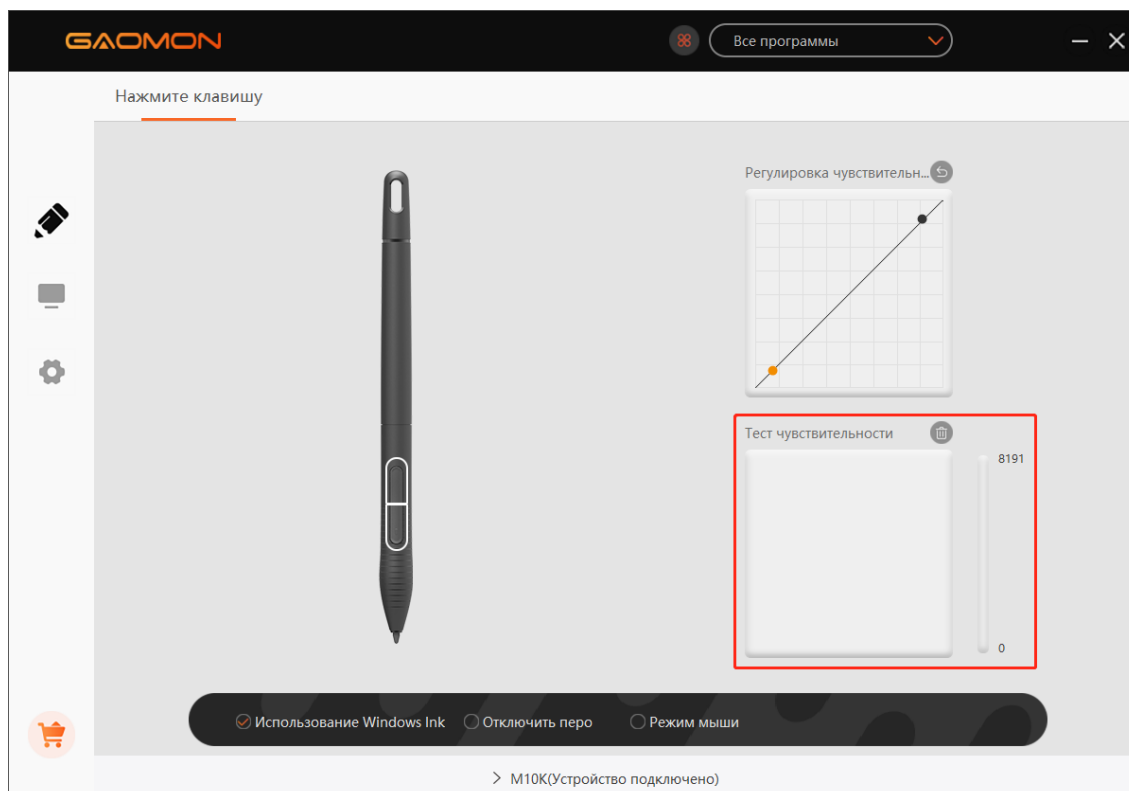 GAOMON
Все программы
Нажмите клавишу
Регулировка чувствительн...
Тест чувствительности
8191
0
Использование Windows Ink
Отключить перо
Режим мыши
M10K(Устройство подключено)